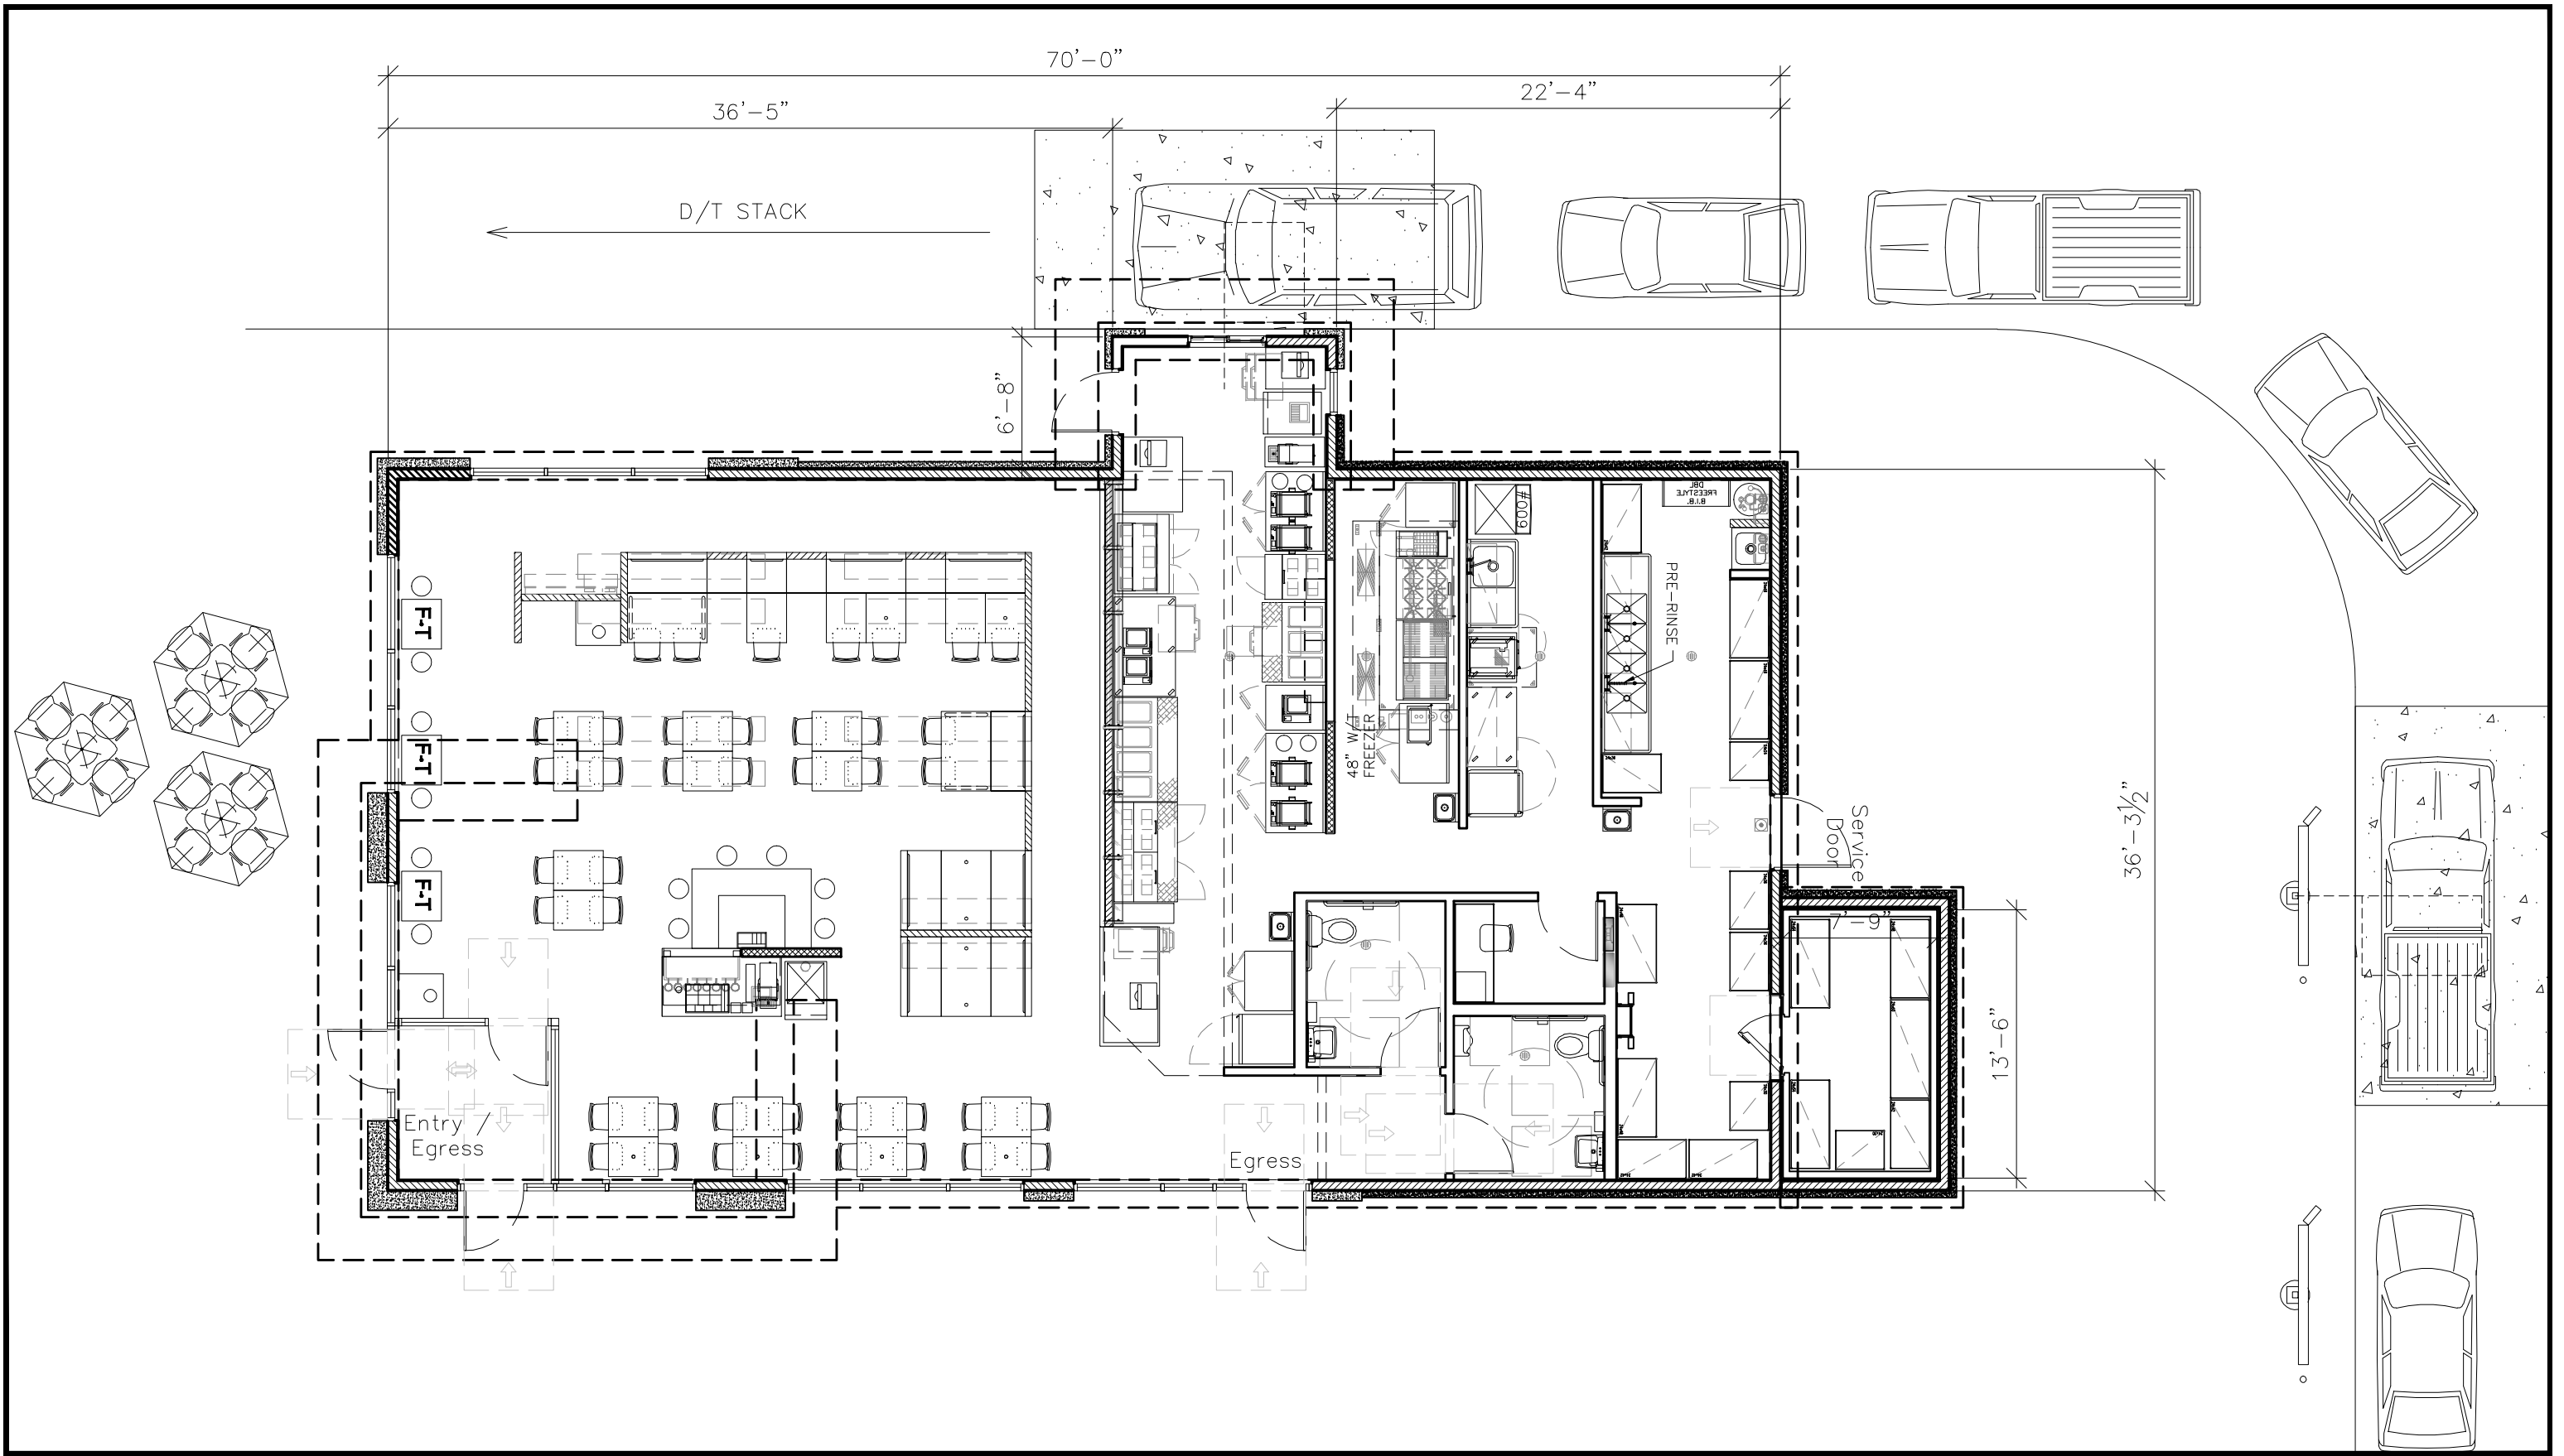 70'-0"
36'-5"
22'-4"
D/T STACK
6'-8"
F-T
F-T
F-T
48" W/T
FREEZER
600#
PRE-RINSE
DBL
FREESTYLE
B.I.B.
Service
Door
7'-9"
13'-6"
36'-3½"
Entry /
Egress
Egress